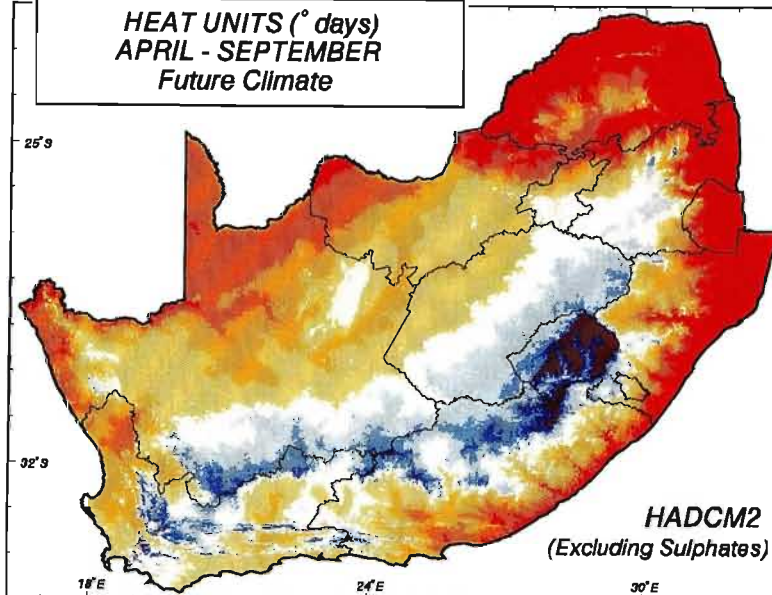 HEAT UNITS (° days)
APRIL - SEPTEMBER
Future Climate
25°S
32°S
HADCM2
(Excluding Sulphates)
18°E
24°E
30°E